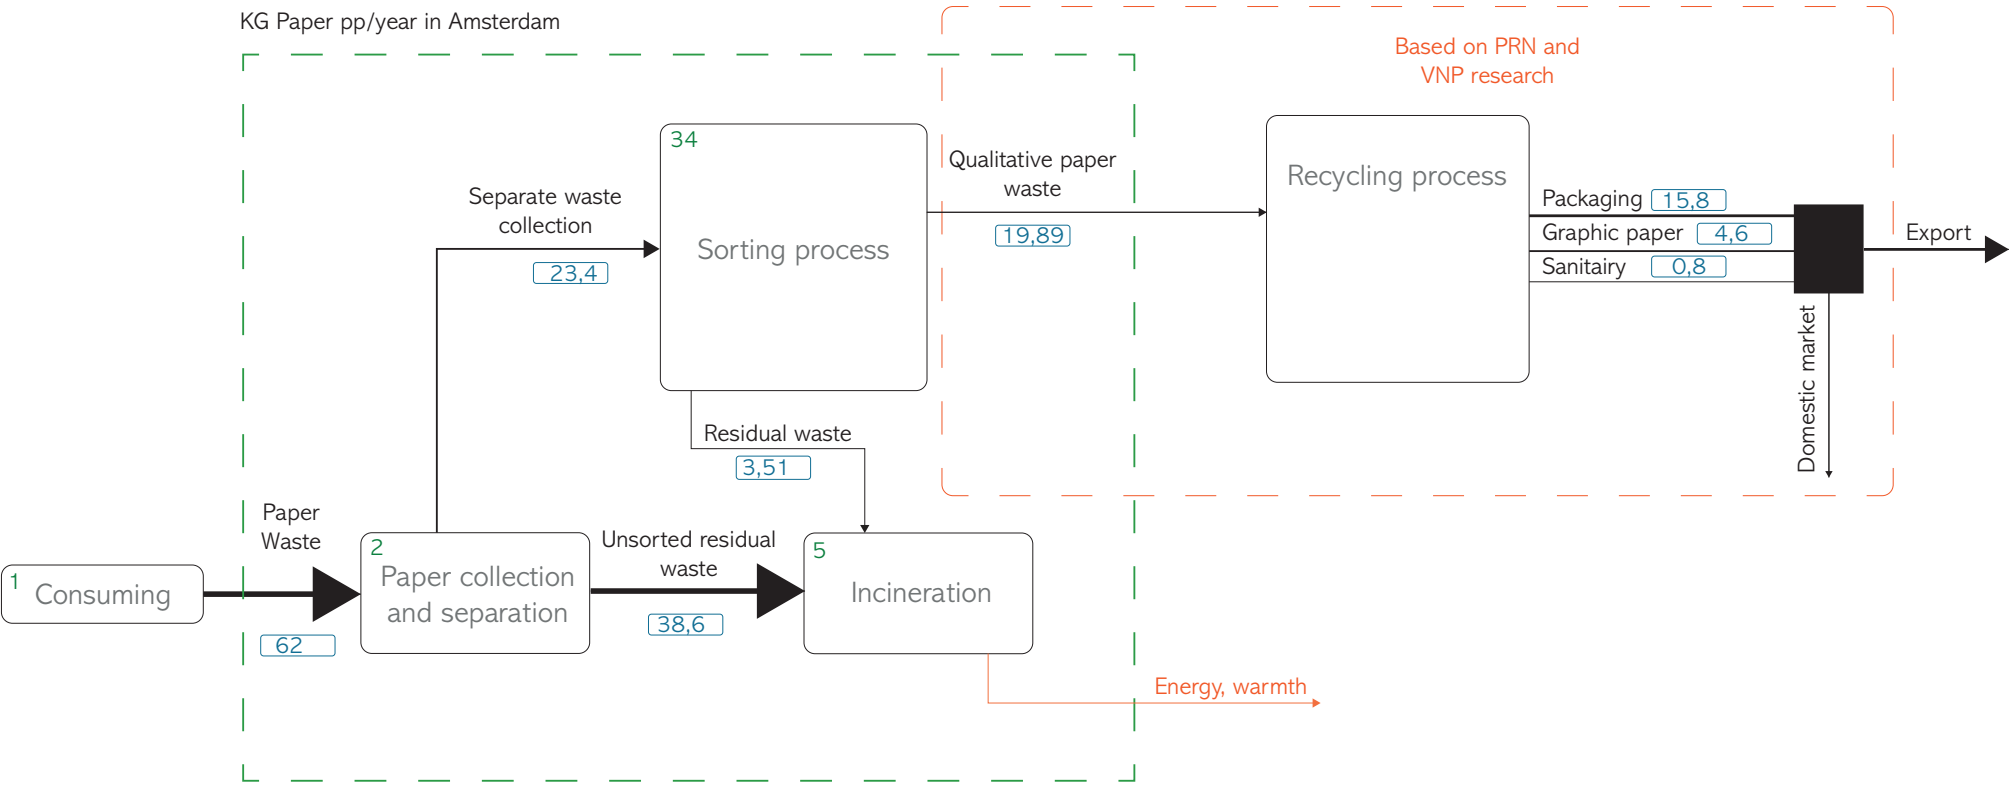 KG Paper pp/year in Amsterdam
Based on PRN and
VNP research
34
Sorting process
Qualitative paper
waste
19,89
Recycling process
Separate waste
collection
23,4
Packaging 15,8
Graphic paper 4,6
Sanitairy 0,8
Export
Domestic market
Residual waste
3,51
Paper
Waste
62
1
Consuming
2
Paper collection
and separation
Unsorted residual
waste
38,6
5
Incineration
Energy, warmth